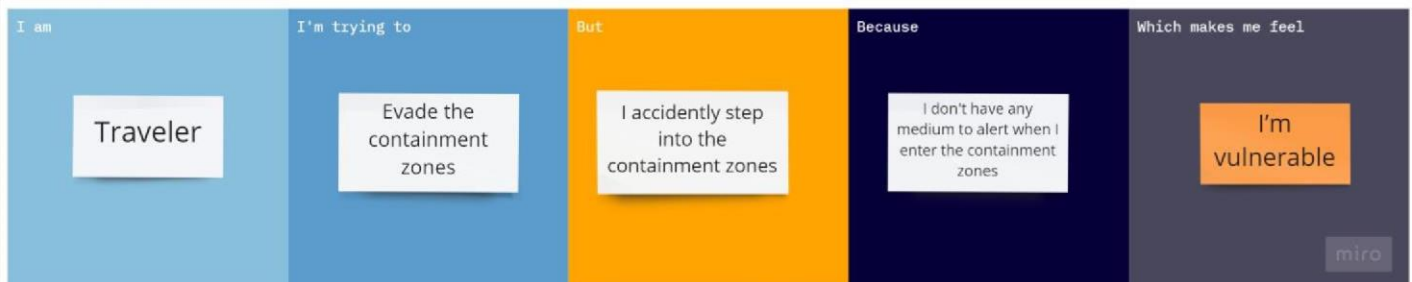 I am
Traveler
I'm trying to
Evade the
containment
zones
But
I accidently step
into the
containment zones
Because
I don't have any
medium to alert when I
enter the containment
zones
Which makes me feel
I’m
vulnerable
miro